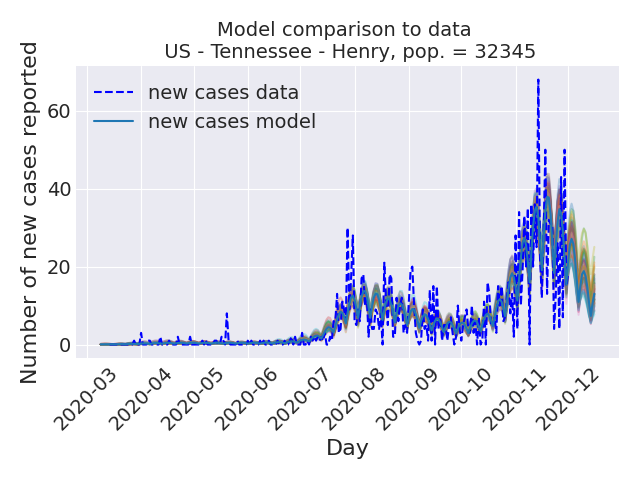 Model comparison to data
US - Tennessee - Henry, pop. = 32345
Number of new cases reported
60
40
20
0
new cases data
new cases model
2020-03
2020-04
2020-05
2020-06
2020-07
2020-08
2020-09
2020-10
2020-11
2020-12
Day